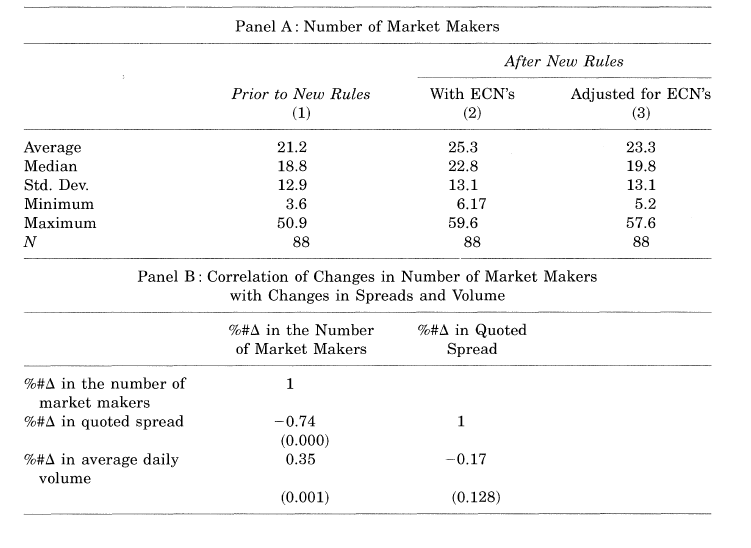 Panel A: Number of Market Makers
After New Rules
Prior to New Rules With ECN's Adjusted for ECN's
(1) (2) (3)
Average 21.2 25.3 23.3
Median 18.8 22.8 19.8
Std. Dev. 12.9 13.1 13.1
Minimum 3.6 6.17 5.2
Maximum 50.9 59.6 57.6
N 88 88 88
Panel B: Correlation of Changes in Number of Market Makers
with Changes in Spreads and Volume
%#Δ in the Number %#Δ in Quoted
of Market Makers Spread
%#Δ in the number of 1
market makers
%#Δ in quoted spread −0.74 1
(0.000)
%#Δ in average daily 0.35 −0.17
volume
(0.001) (0.128)